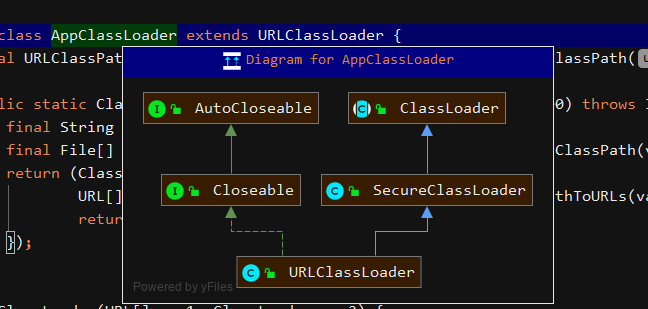 class AppClassLoader extends URLClassLoader {
Diagram for AppClassLoader
al URLClassPat
lassPath(
AutoCloseable
ClassLoader
lic static Cla
0) throws I
final String
final File[]
ClassPath(v
return (Class
Closeable
SecureClassLoader
URL[]
thToURLs(va
retur
});
URLClassLoader
Powered by yFiles